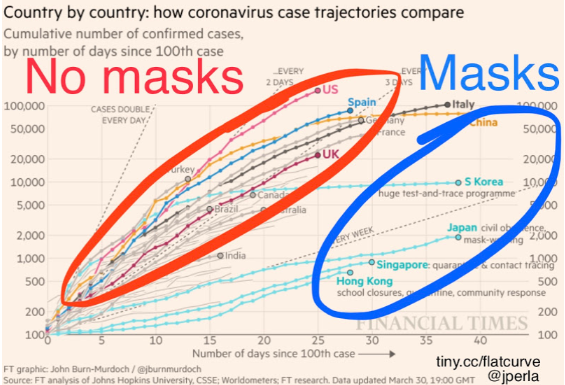 Country by country: how coronavirus case trajectories compare
Cumulative number of confirmed cases,
by number of days since 100th case
No masks
Masks
...EVERY
2 DAYS
...EVERY
3 DAYS
US
CASES DOUBLE
EVERY DAY
Spain
Italy
100,000
100,000
Germany
China
50,000
50,000
France
UK
20,000
20,000
Turkey
10,000
S Korea
10,000
Canada
huge test-and-trace programme
5,000
5,000
Brazil
Australia
2,000
Japan civil obedience,
2,000
mask-wearing
...EVERY WEEK
1,000
India
1,000
Singapore: quarantine & contact tracing
500
Hong Kong
500
school closures, quarantine, community response
200
200
FINANCIAL TIMES
100
100
0 5 10 15 20 25 30 35 40
Number of days since 100th case
tiny.cc/flatcurve
@jperla
FT graphic: John Burn-Murdoch / @jburnmurdoch
Source: FT analysis of Johns Hopkins University, CSSE; Worldometers; FT research. Data updated March 30, 19:00 GMT